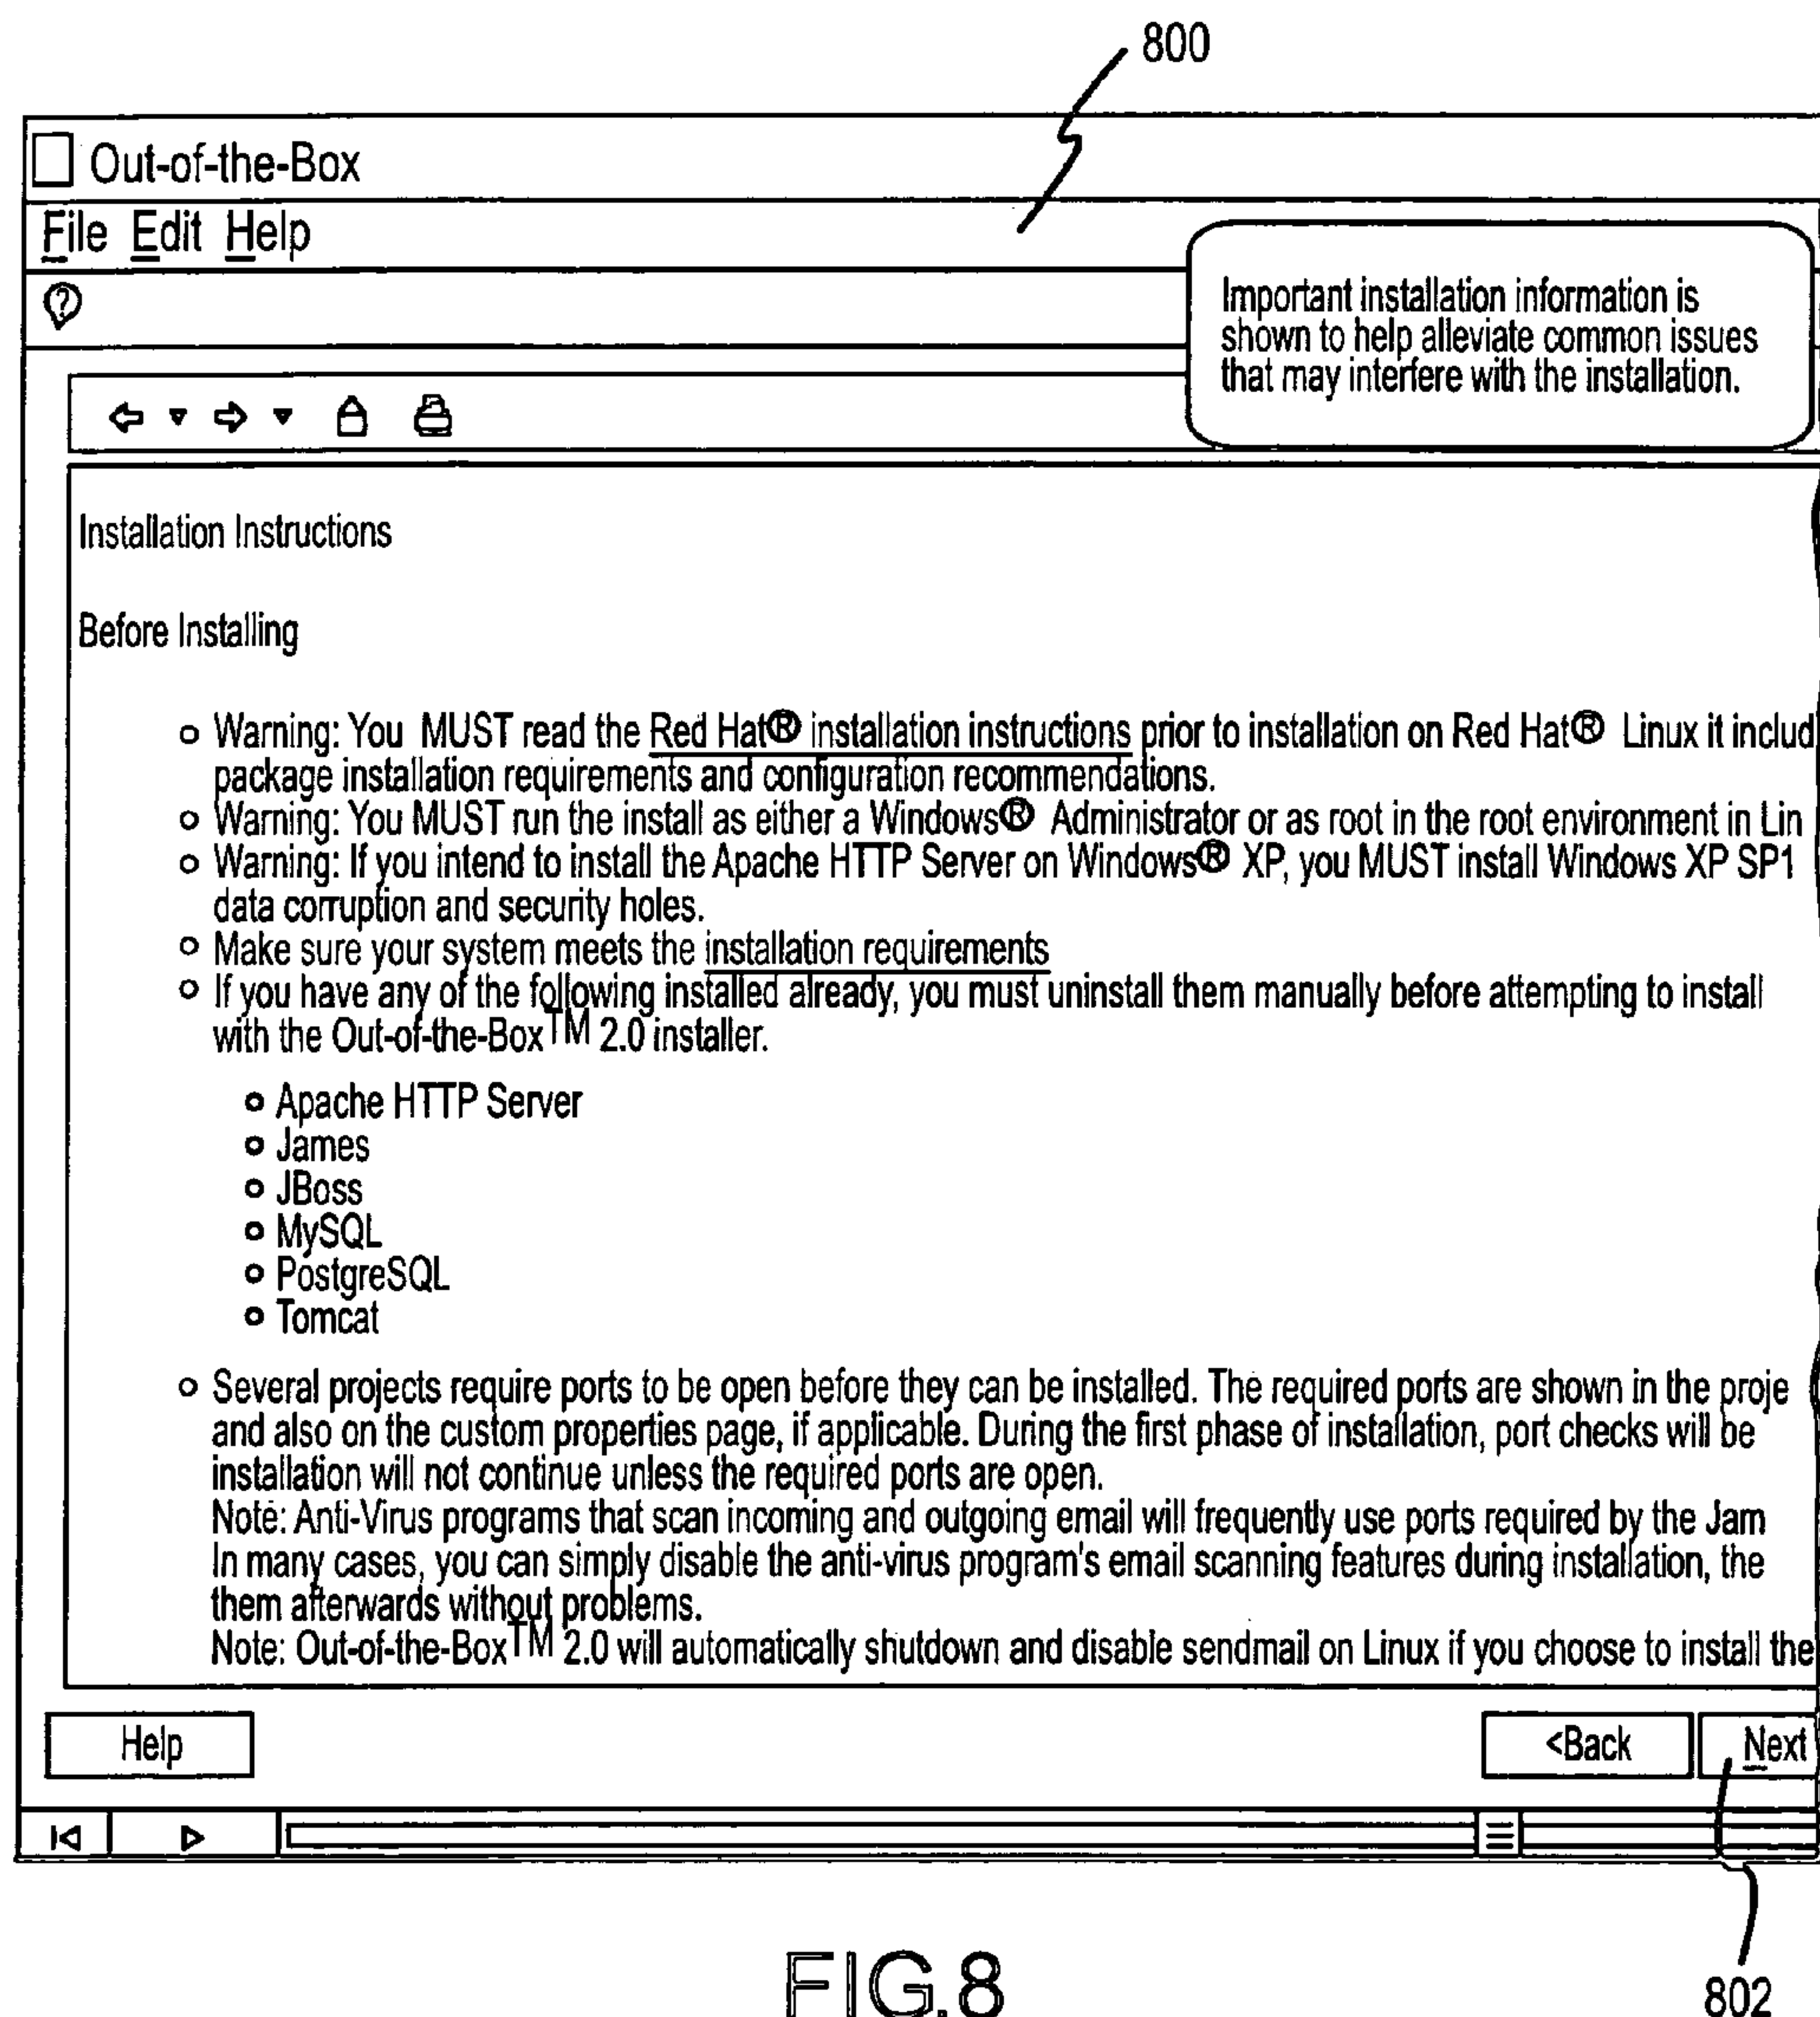 800
Out-of-the-Box
File Edit Help
Important installation information is
shown to help alleviate common issues
that may interfere with the installation.
Installation Instructions
Before Installing
Warning: You MUST read the Red Hat® installation instructions prior to installation on Red Hat® Linux it includ
package installation requirements and configuration recommendations.
Warning: You MUST run the install as either a Windows® Administrator or as root in the root environment in Lin
Warning: If you intend to install the Apache HTTP Server on Windows® XP, you MUST install Windows XP SP1
data corruption and security holes.
Make sure your system meets the installation requirements
If you have any of the following installed already, you must uninstall them manually before attempting to install
with the Out-of-the-Box™ 2.0 installer.
Apache HTTP Server
James
JBoss
MySQL
PostgreSQL
Tomcat
Several projects require ports to be open before they can be installed. The required ports are shown in the proje
and also on the custom properties page, if applicable. During the first phase of installation, port checks will be
installation will not continue unless the required ports are open.
Note: Anti-Virus programs that scan incoming and outgoing email will frequently use ports required by the Jam
In many cases, you can simply disable the anti-virus program's email scanning features during installation, the
them afterwards without problems.
Note: Out-of-the-Box™ 2.0 will automatically shutdown and disable sendmail on Linux if you choose to install the
Help
<Back
Next
802
FIG.8